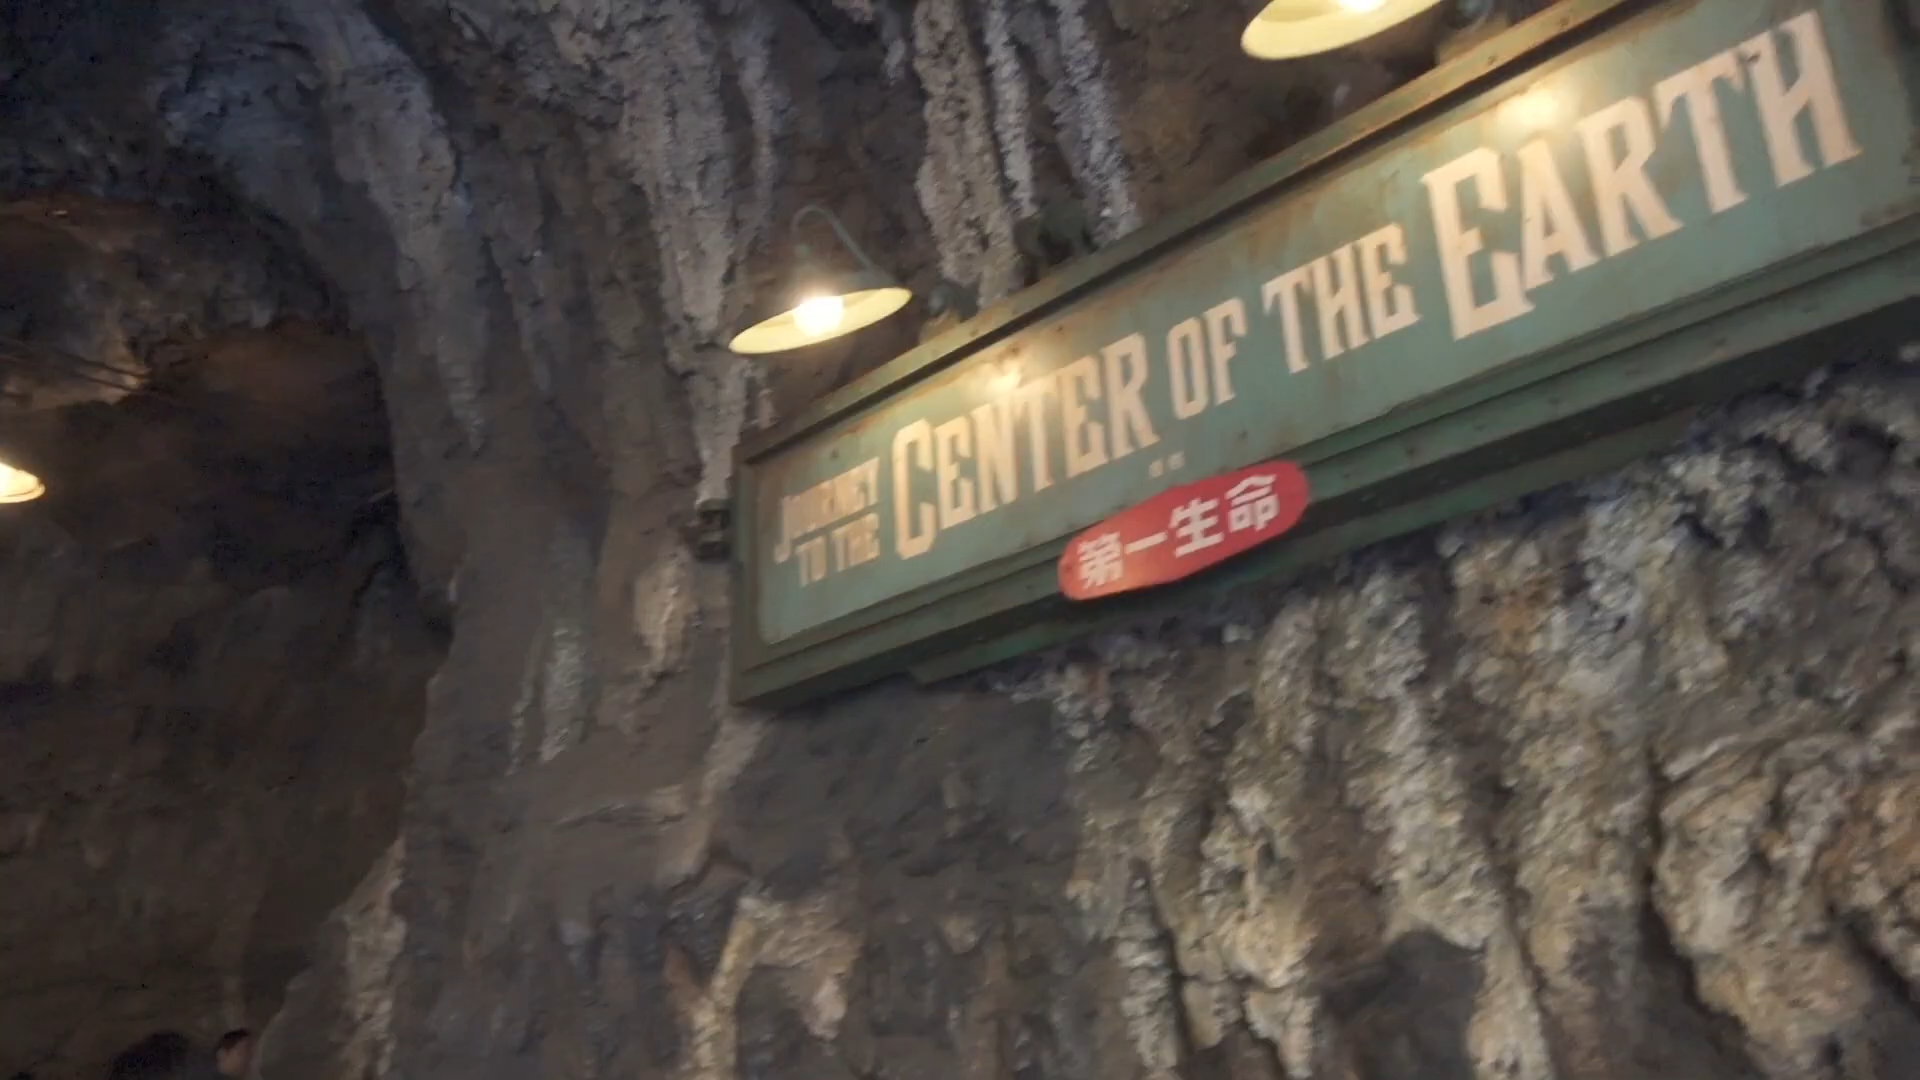 JOURNEY
TO THE
CENTER OF THE EARTH
第一生命